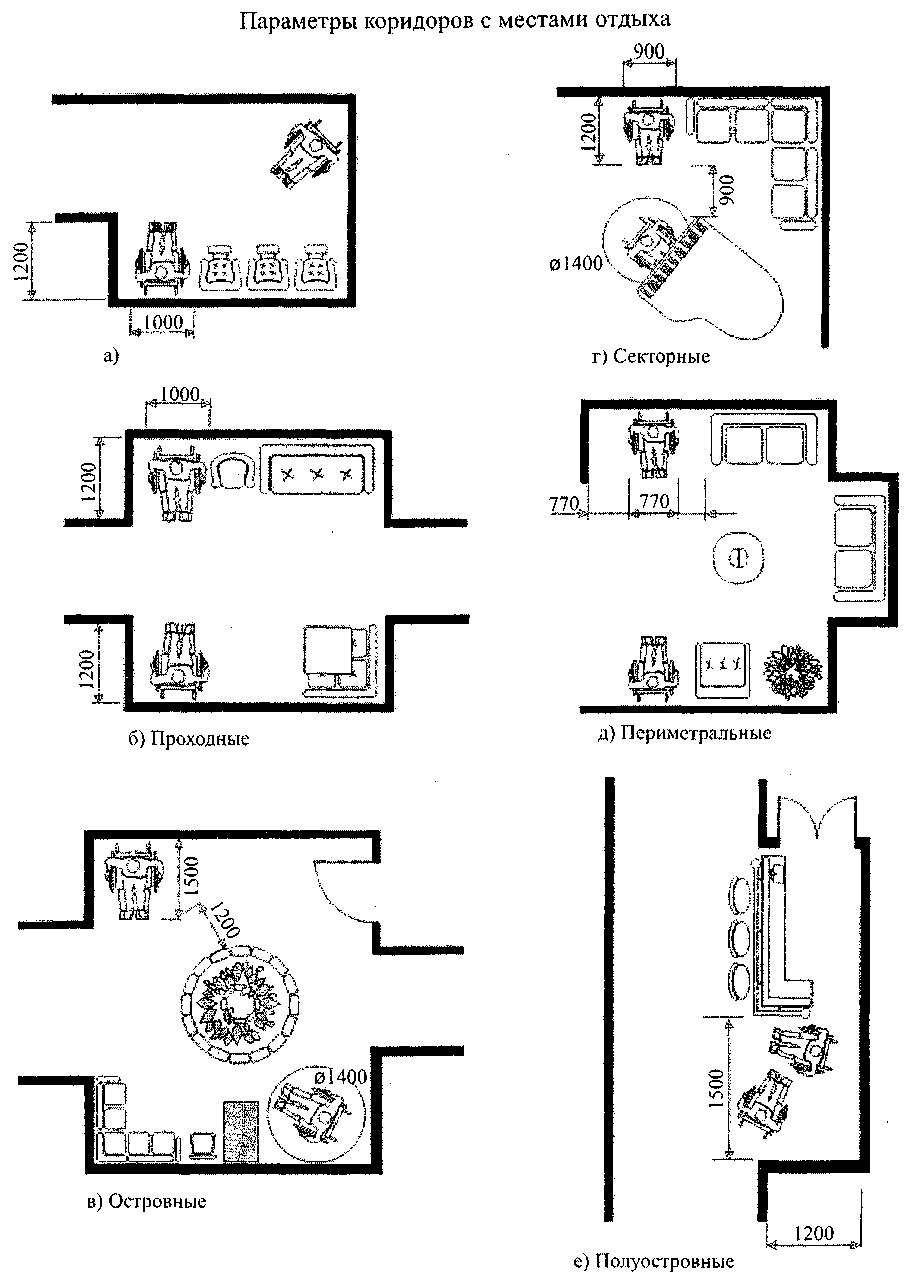 Параметры коридоров с местами отдыха
1200
1000
а)
900
1200
900
ø1400
г) Секторные
1000
1200
1200
б) Проходные
770
770
д) Периметральные
1500
1200
ø1400
в) Островные
1500
1200
е) Полуостровные